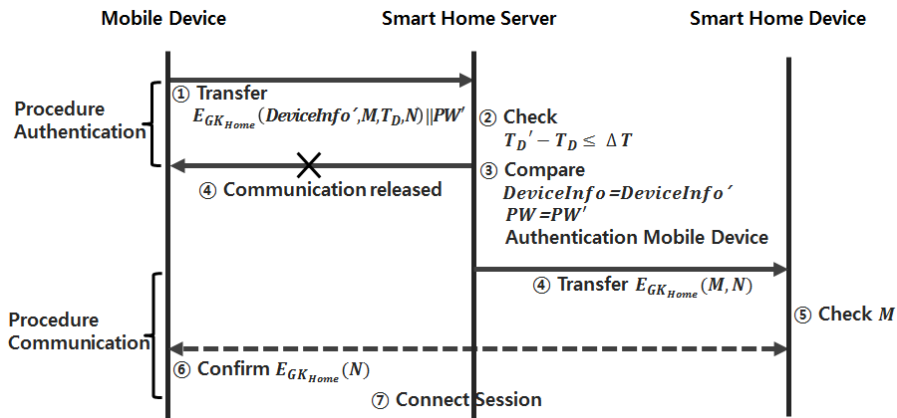 Mobile Device Smart Home Server Smart Home Device
Procedure
Authentication
① Transfer
E_{GK_{Home}}(DeviceInfo´,M,T_D,N)||PW'
② Check
T_D' − T_D ≤ ΔT
③ Compare
DeviceInfo=DeviceInfo´
PW=PW'
Authentication Mobile Device
④ Communication released
④ Transfer E_{GK_{Home}}(M,N)
Procedure
Communication
⑤ Check M
⑥ Confirm E_{GK_{Home}}(N)
⑦ Connect Session